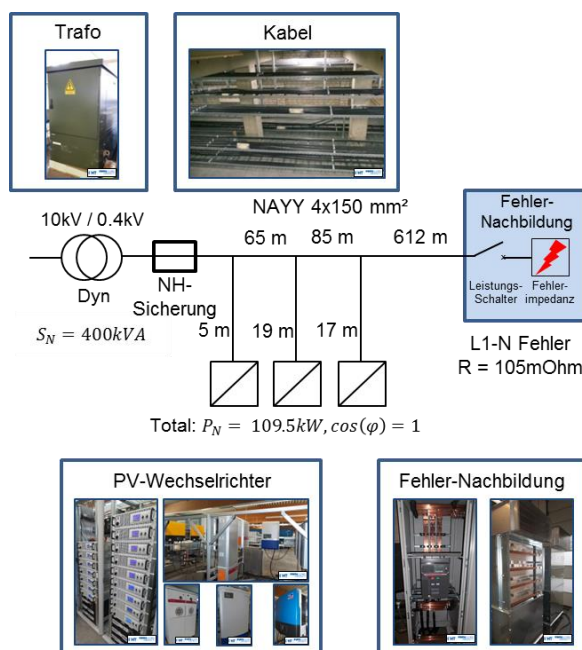 Trafo
Kabel
10kV / 0.4kV
Dyn
S_N = 400kVA
NH-
Sicherung
NAYY 4x150 mm²
65 m
85 m
612 m
5 m
19 m
17 m
Fehler-
Nachbildung
Leistungs-
Schalter
Fehler-
impedanz
L1-N Fehler
R = 105mOhm
Total: P_N = 109.5kW, cos(φ) = 1
PV-Wechselrichter
Fehler-Nachbildung